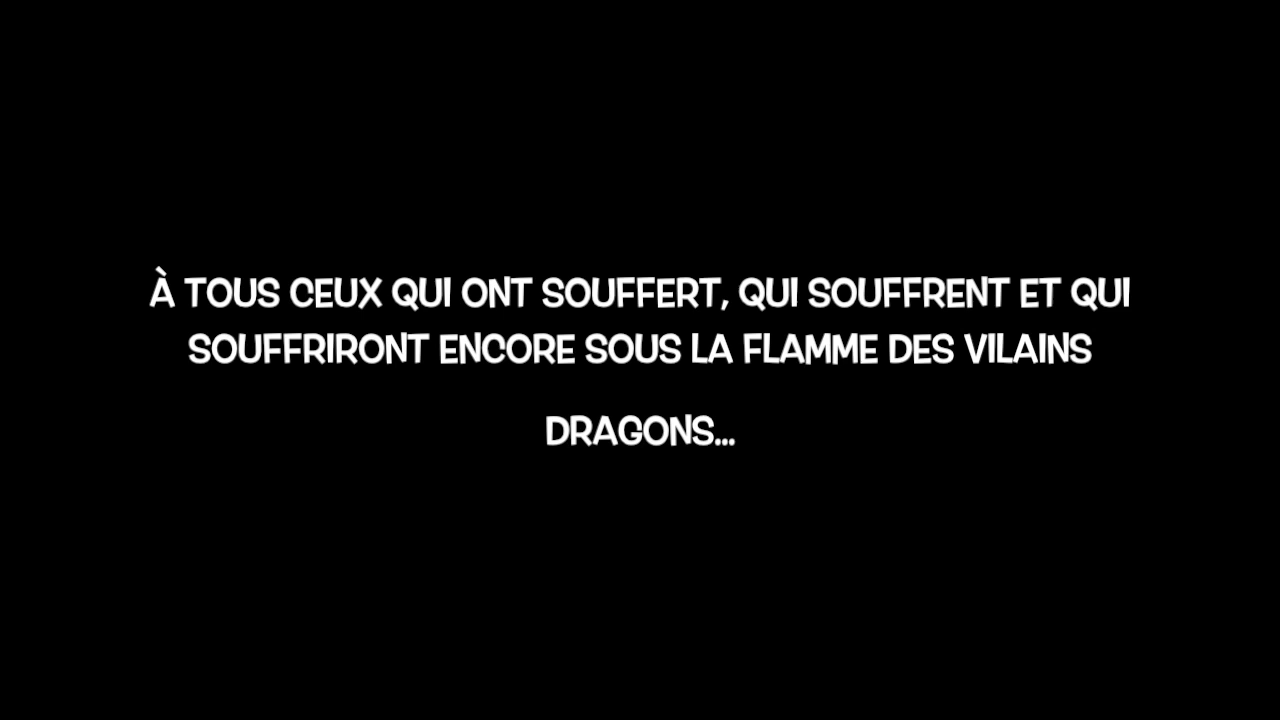 À TOUS CEUX QUI ONT SOUFFERT, QUI SOUFFRENT ET QUI
SOUFFRIRONT ENCORE SOUS LA FLAMME DES VILAINS
DRAGONS...